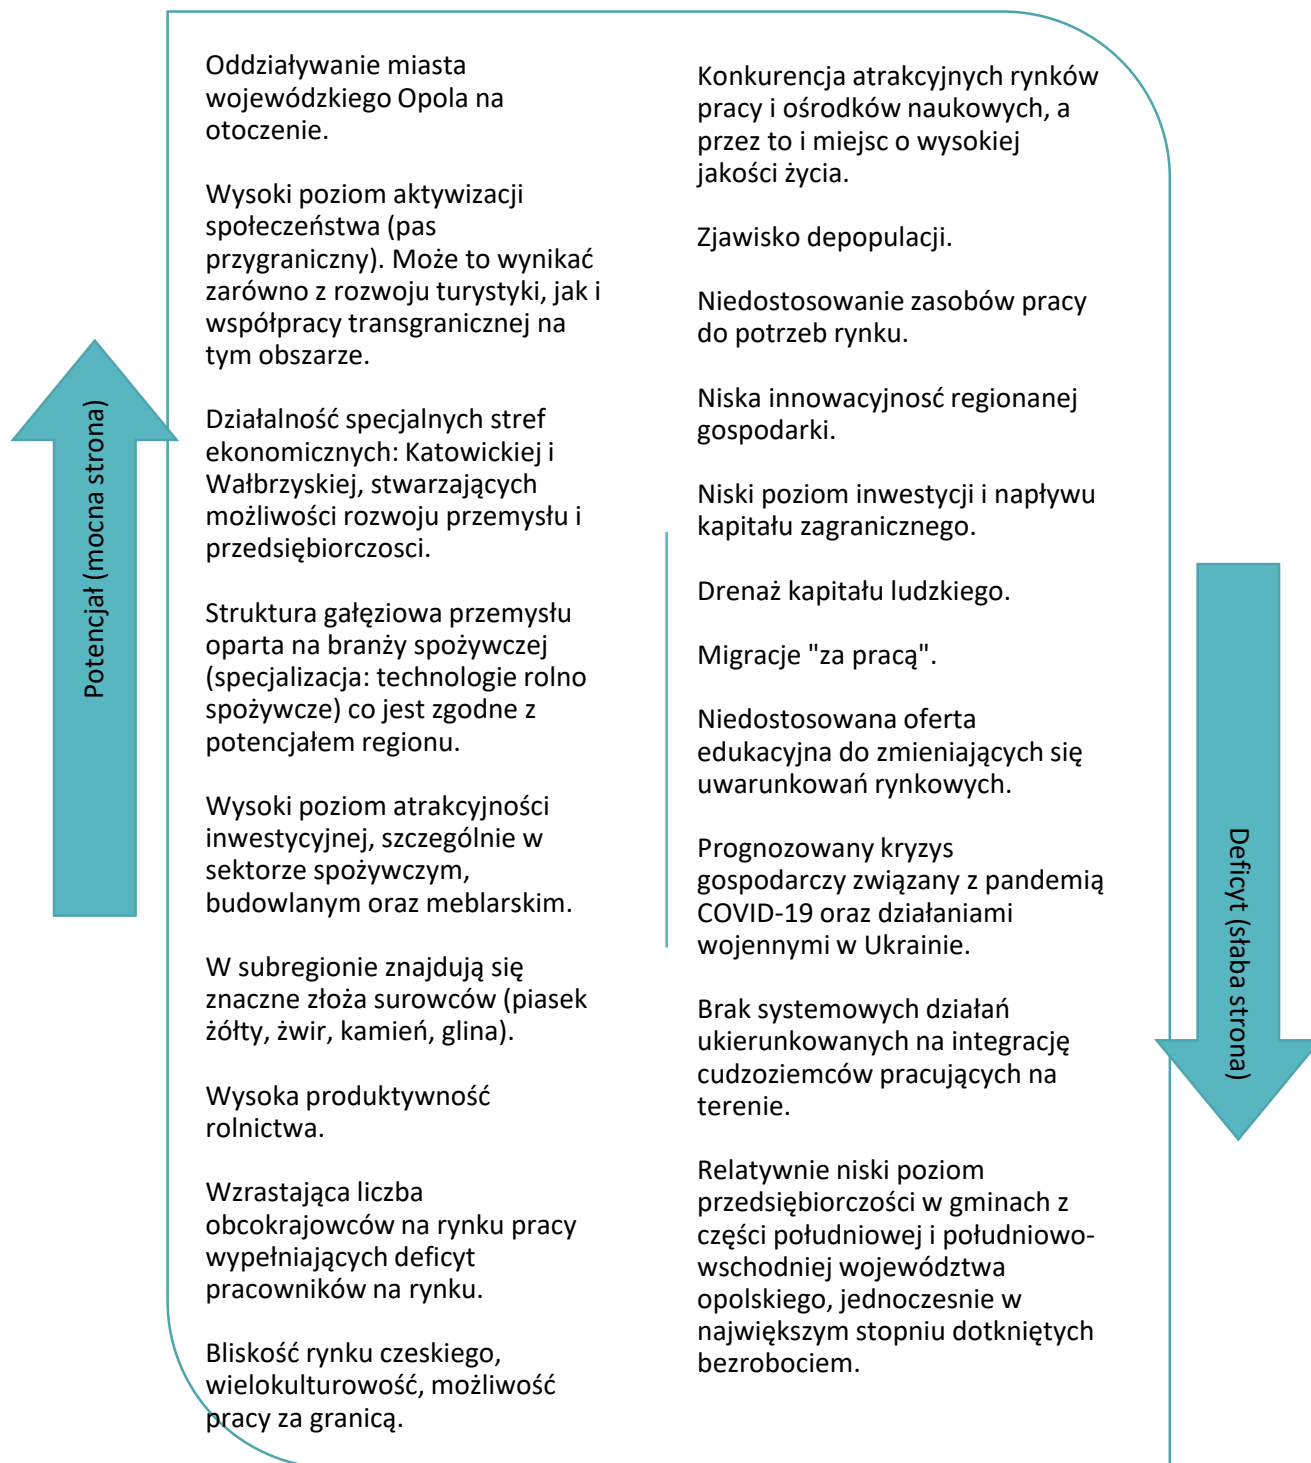 Potencjał (mocna strona)
Oddziaływanie miasta
wojewódzkiego Opola na
otoczenie.
Wysoki poziom aktywizacji
społeczeństwa (pas
przygraniczny). Może to wynikać
zarówno z rozwoju turystyki, jak i
współpracy transgranicznej na
tym obszarze.
Działalność specjalnych stref
ekonomicznych: Katowickiej i
Wałbrzyskiej, stwarzających
możliwości rozwoju przemysłu i
przedsiębiorczosci.
Struktura gałęziowa przemysłu
oparta na branży spożywczej
(specjalizacja: technologie rolno
spożywcze) co jest zgodne z
potencjałem regionu.
Wysoki poziom atrakcyjności
inwestycyjnej, szczególnie w
sektorze spożywczym,
budowlanym oraz meblarskim.
W subregionie znajdują się
znaczne złoża surowców (piasek
żółty, żwir, kamień, glina).
Wysoka produktywność
rolnictwa.
Wzrastająca liczba
obcokrajowców na rynku pracy
wypełniających deficyt
pracowników na rynku.
Bliskość rynku czeskiego,
wielokulturowość, możliwość
pracy za granicą.
Konkurencja atrakcyjnych rynków
pracy i ośrodków naukowych, a
przez to i miejsc o wysokiej
jakości życia.
Zjawisko depopulacji.
Niedostosowanie zasobów pracy
do potrzeb rynku.
Niska innowacyjnosć regionanej
gospodarki.
Niski poziom inwestycji i napływu
kapitału zagranicznego.
Drenaż kapitału ludzkiego.
Migracje "za pracą".
Niedostosowana oferta
edukacyjna do zmieniających się
uwarunkowań rynkowych.
Prognozowany kryzys
gospodarczy związany z pandemią
COVID-19 oraz działaniami
wojennymi w Ukrainie.
Brak systemowych działań
ukierunkowanych na integrację
cudzoziemców pracujących na
terenie.
Relatywnie niski poziom
przedsiębiorczości w gminach z
części południowej i południowo-
wschodniej województwa
opolskiego, jednoczesnie w
największym stopniu dotkniętych
bezrobociem.
Deficyt (słaba strona)